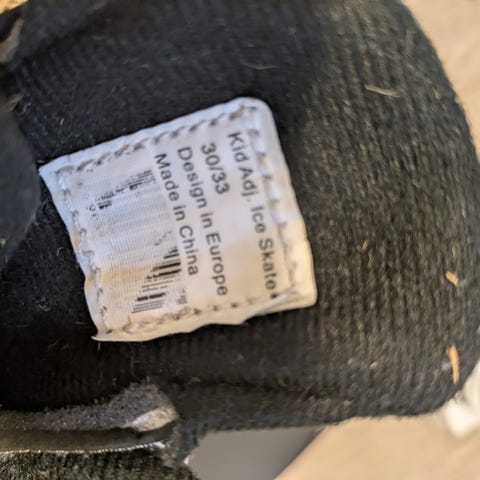 Kid Adj. Ice Skate
30/33
Design in Europe
Made in China